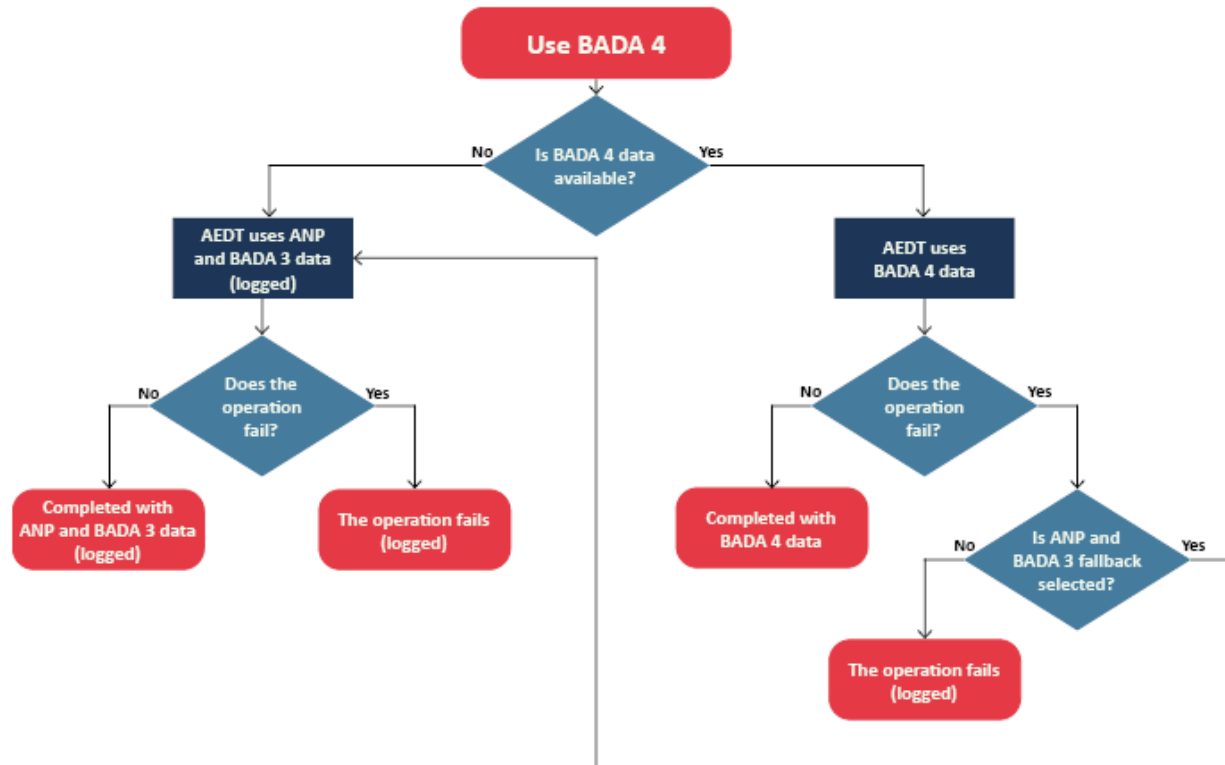 Use BADA 4
Is BADA 4 data
available?
No
Yes
AEDT uses ANP
and BADA 3 data
(logged)
AEDT uses
BADA 4 data
Does the
operation
fail?
No
Yes
Does the
operation
fail?
No
Yes
Completed with
ANP and BADA 3 data
(logged)
The operation fails
(logged)
Completed with
BADA 4 data
Is ANP and
BADA 3 fallback
selected?
No
Yes
The operation fails
(logged)